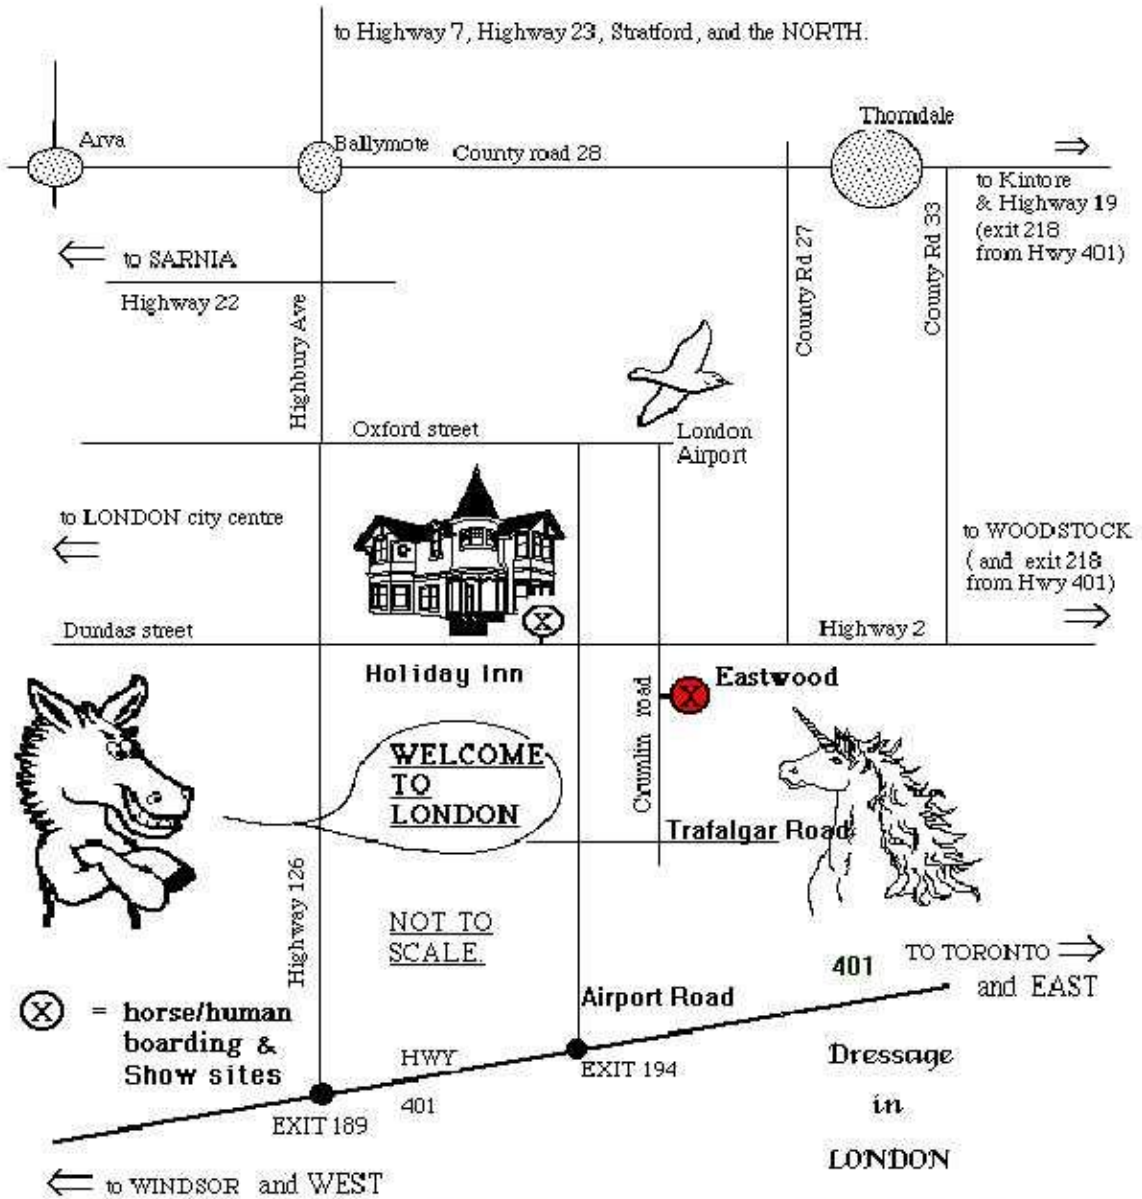 to Highway 7, Highway 23, Stratford, and the NORTH.
Arva
Ballymote
County road 28
Thorndale
to Kintore
& Highway 19
(exit 218
from Hwy 401)
to SARNIA
Highway 22
Highbury Ave
County Rd 27
County Rd 33
Oxford street
London
Airport
to LONDON city centre
to WOODSTOCK
(and exit 218
from Hwy 401)
X
Dundas street
Highway 2
Holiday Inn
X
Eastwood
Crumlin road
WELCOME
TO
LONDON
Trafalgar Road
Highway 126
NOT TO
SCALE.
401
TO TORONTO
and EAST
X = horse/human
boarding &
Show sites
Airport Road
HWY
401
EXIT 194
EXIT 189
Dressage
in
LONDON
to WINDSOR and WEST